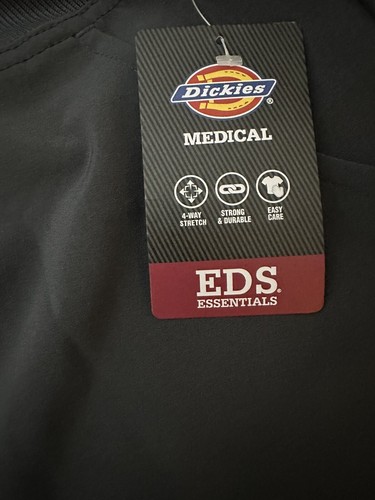 Dickies®
MEDICAL
4-WAY STRETCH
STRONG & DURABLE
EASY CARE
EDS®
ESSENTIALS